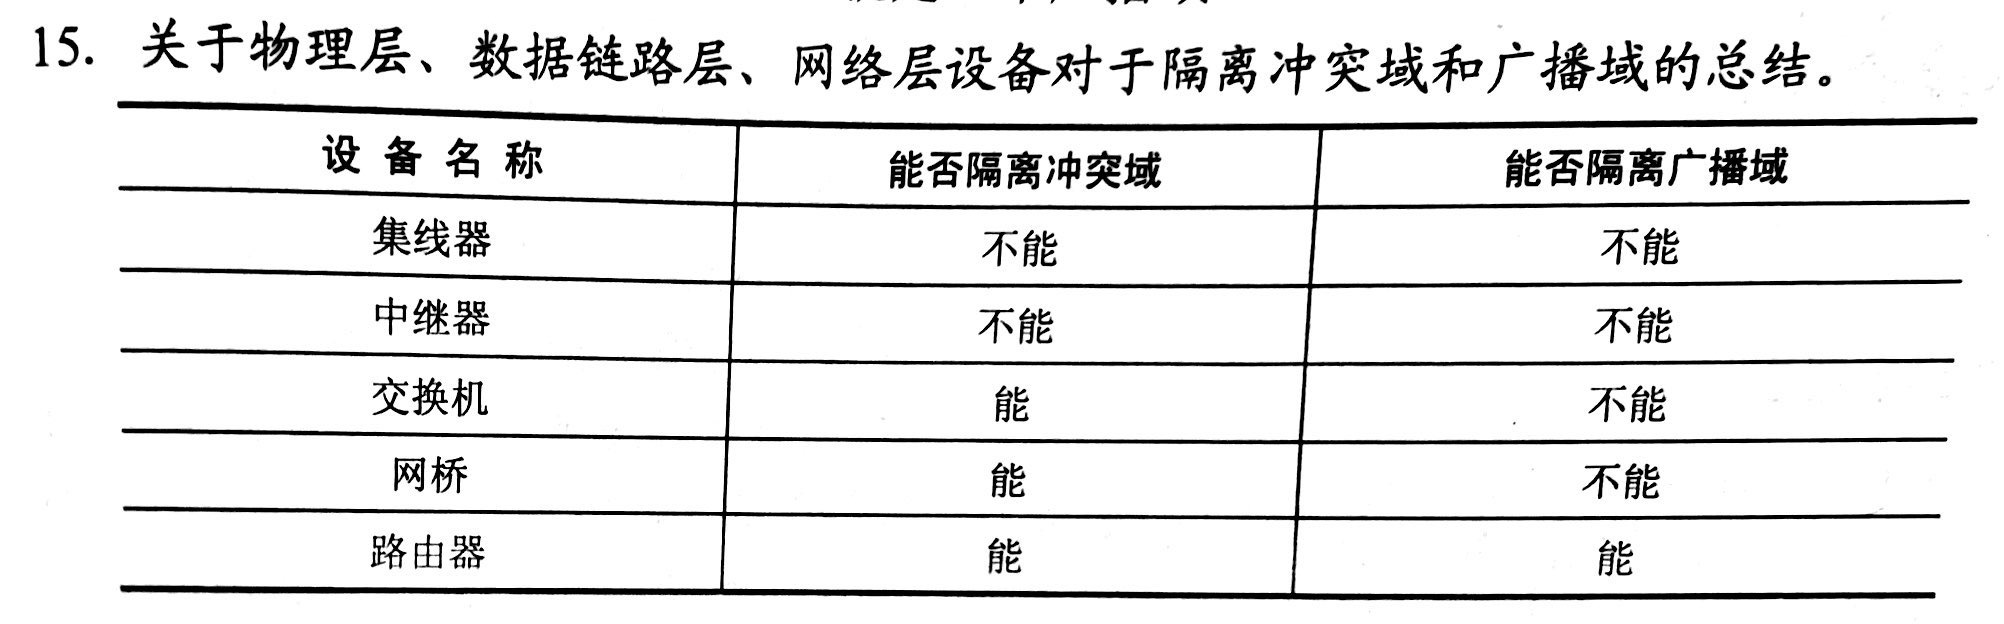 15. 关于物理层、数据链路层、网络层设备对于隔离冲突域和广播域的总结。
设备名称 能否隔离冲突域 能否隔离广播域
集线器 不能 不能
中继器 不能 不能
交换机 能 不能
网桥 能 不能
路由器 能 能